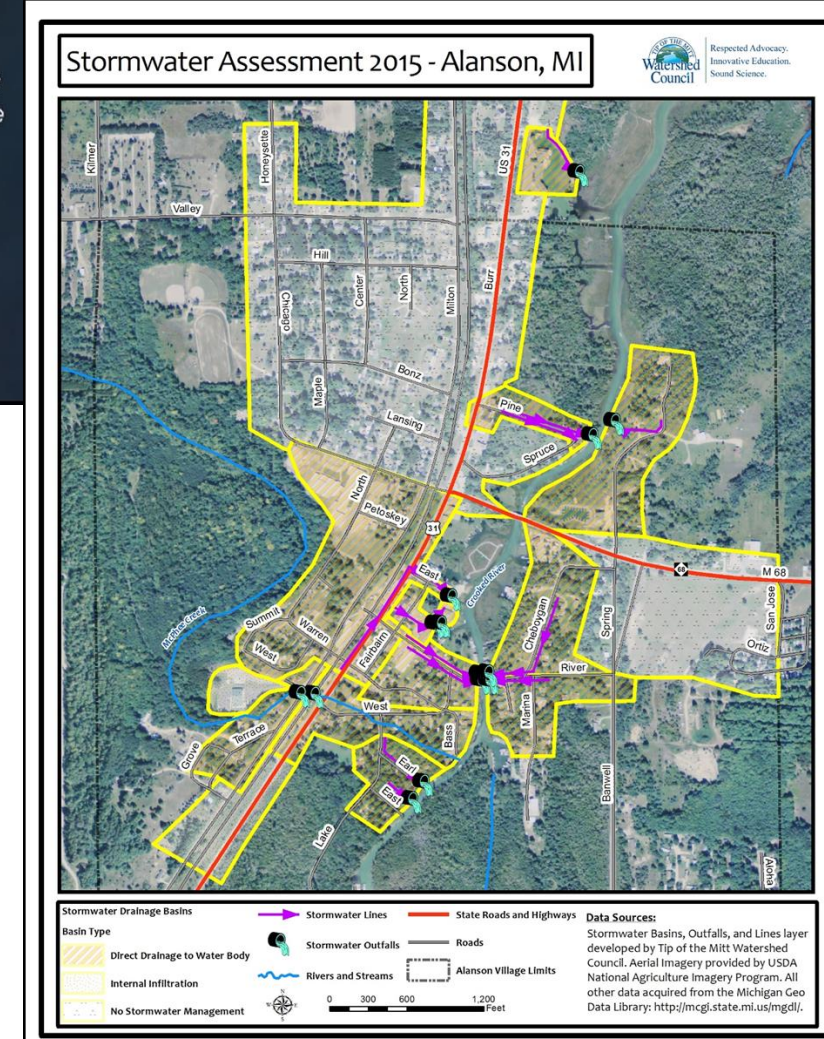 Stormwater Assessment 2015 - Alanson, MI
TIP OF THE MITT
Watershed
Council
Respected Advocacy.
Innovative Education.
Sound Science.
Kilmer
Honeysette
US 31
Valley
Hill
Chicago
Center
North
Milton
Burr
Maple
Bonz
Pine
Lansing
Spruce
North
Petoskey
31
East
Crooked River
68
M 68
San Jose
Summit
Warren
Fairbairn
Cheboygan
Spring
McPhee Creek
West
Ortiz
River
West
Marina
Grove
Terrace
Bass
Earl
East
Banwell
Lake
Aloha
Stormwater Drainage Basins
Basin Type
Direct Drainage to Water Body
Internal Infiltration
No Stormwater Management
Stormwater Lines
Stormwater Outfalls
Rivers and Streams
State Roads and Highways
Roads
Alanson Village Limits
0 300 600 1,200
Feet
Data Sources:
Stormwater Basins, Outfalls, and Lines layer
developed by Tip of the Mitt Watershed
Council. Aerial Imagery provided by USDA
National Agriculture Imagery Program. All
other data acquired from the Michigan Geo
Data Library: http://mcgi.state.mi.us/mgdl/.